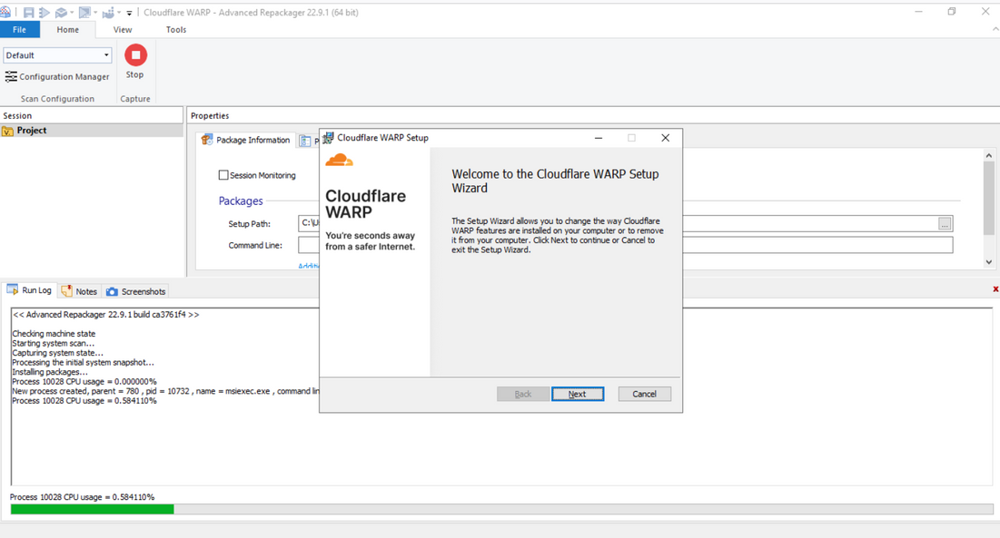 Cloudflare WARP - Advanced Repackager 22.9.1 (64 bit)
File
Home
View
Tools
Default
Configuration Manager
Stop
Scan Configuration
Capture
Session
Project
Properties
Package Information
P
Session Monitoring
Packages
Setup Path:
C:\U
...
Command Line:
Additi
Cloudflare WARP Setup
Cloudflare
WARP
You're seconds away
from a safer Internet.
Welcome to the Cloudflare WARP Setup
Wizard
The Setup Wizard allows you to change the way Cloudflare
WARP features are installed on your computer or to remove
it from your computer. Click Next to continue or Cancel to
exit the Setup Wizard.
Back
Next
Cancel
Run Log
Notes
Screenshots
<< Advanced Repackager 22.9.1 build ca3761f4 >>
Checking machine state
Starting system scan...
Capturing system state...
Processing the initial system snapshot...
Installing packages...
Process 10028 CPU usage = 0.000000%
New process created, parent = 780 , pid = 10732 , name = msiexec.exe , command lin
Process 10028 CPU usage = 0.584110%
Process 10028 CPU usage = 0.584110%